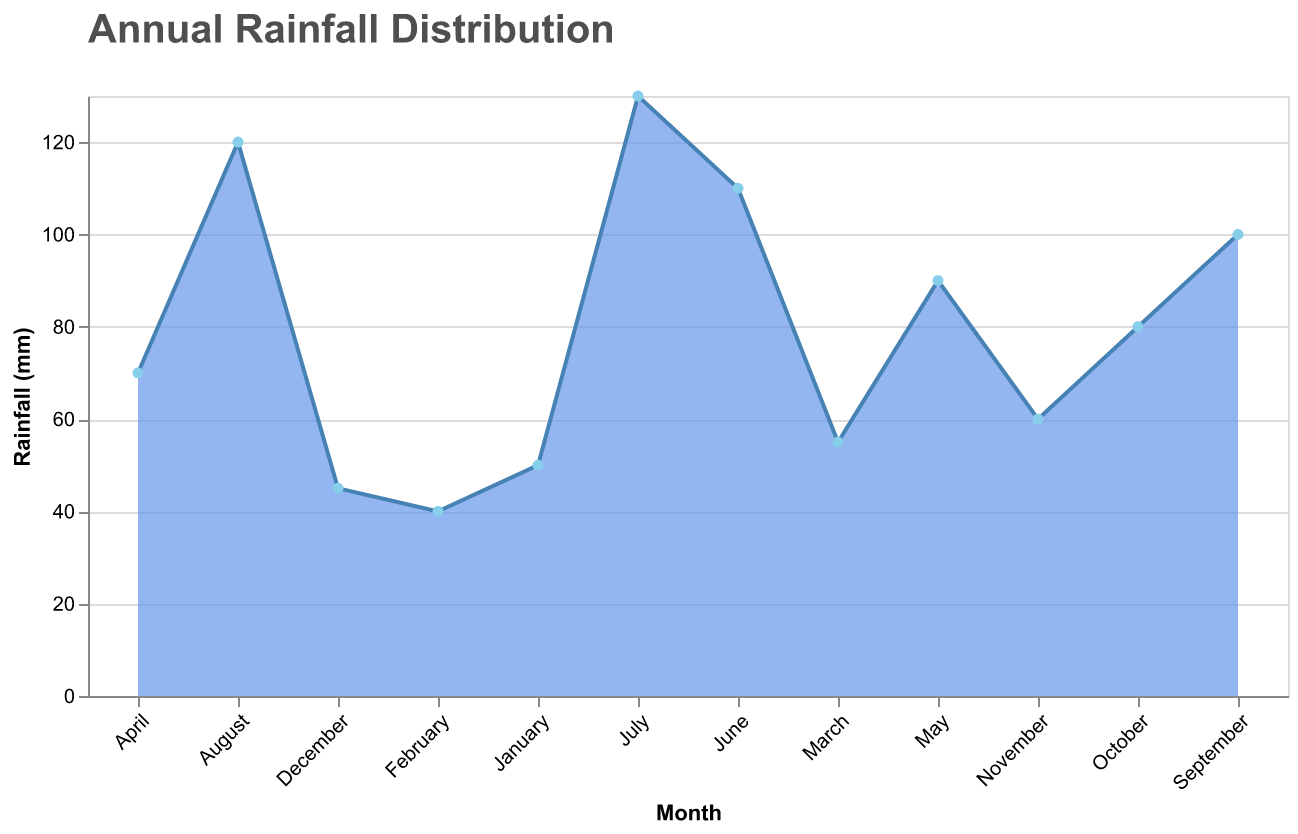 Annual Rainfall Distribution
120
100
80
60
40
20
0
Rainfall (mm)
April
August
December
February
January
July
June
March
May
November
October
September
Month